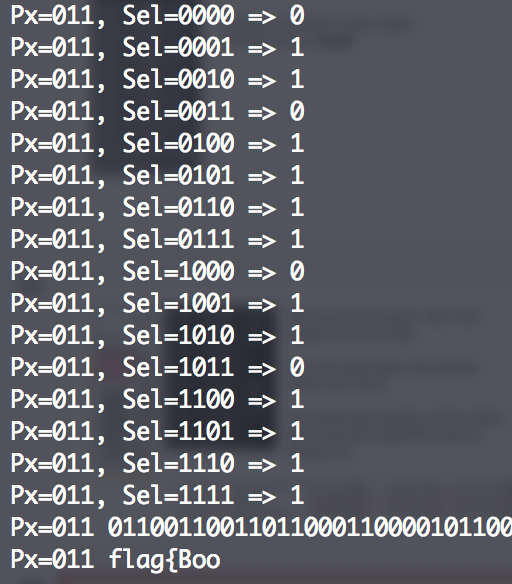 Px=011, Sel=0000 => 0
Px=011, Sel=0001 => 1
Px=011, Sel=0010 => 1
Px=011, Sel=0011 => 0
Px=011, Sel=0100 => 1
Px=011, Sel=0101 => 1
Px=011, Sel=0110 => 1
Px=011, Sel=0111 => 1
Px=011, Sel=1000 => 0
Px=011, Sel=1001 => 1
Px=011, Sel=1010 => 1
Px=011, Sel=1011 => 0
Px=011, Sel=1100 => 1
Px=011, Sel=1101 => 1
Px=011, Sel=1110 => 1
Px=011, Sel=1111 => 1
Px=011 01100110011011000110000101100
Px=011 flag{Boo